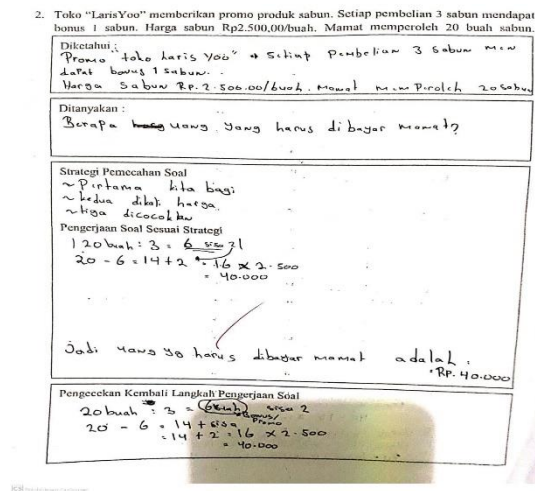 2. Toko “LarisYoo” memberikan promo produk sabun. Setiap pembelian 3 sabun mendapat
bonus 1 sabun. Harga sabun Rp2.500,00/buah. Mamat memperoleh 20 buah sabun.
Diketahui :
Promo "toko Laris Yoo" → setiap Pembelian 3 sabun men
dapat bonus 1 sabun.
Harga Sabun RP. 2.500.00/buah. Mamat memperoleh 20 sabun
Ditanyakan :
Berapa uang yang harus dibayar mamat?
Strategi Pemecahan Soal
~ Pertama kita bagi
~ kedua dikali harga.
~ tiga dicocokkan
Pengerjaan Soal Sesuai Strategi
20 buah : 3 = 6 sisa 2
20 - 6 = 14 + 2 = 16 x 2.500
= 40.000
Jadi uang yg harus dibayar mamat adalah :
RP. 40.000
Pengecekan Kembali Langkah Pengerjaan Soal
20 buah : 3 = 6 buah sisa 2
Bonus/
Promo
20 - 6 = 14 + sisa
= 14 + 2 = 16 x 2.500
= 40.000